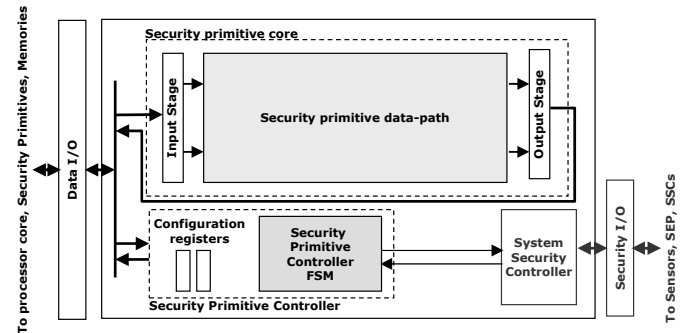 To processor core, Security Primitives, Memories
Data I/O
Security primitive core
Input Stage
Security primitive data-path
Output Stage
Configuration
registers
Security
Primitive
Controller
FSM
Security Primitive Controller
System
Security
Controller
Security I/O
To Sensors, SEP, SSCs